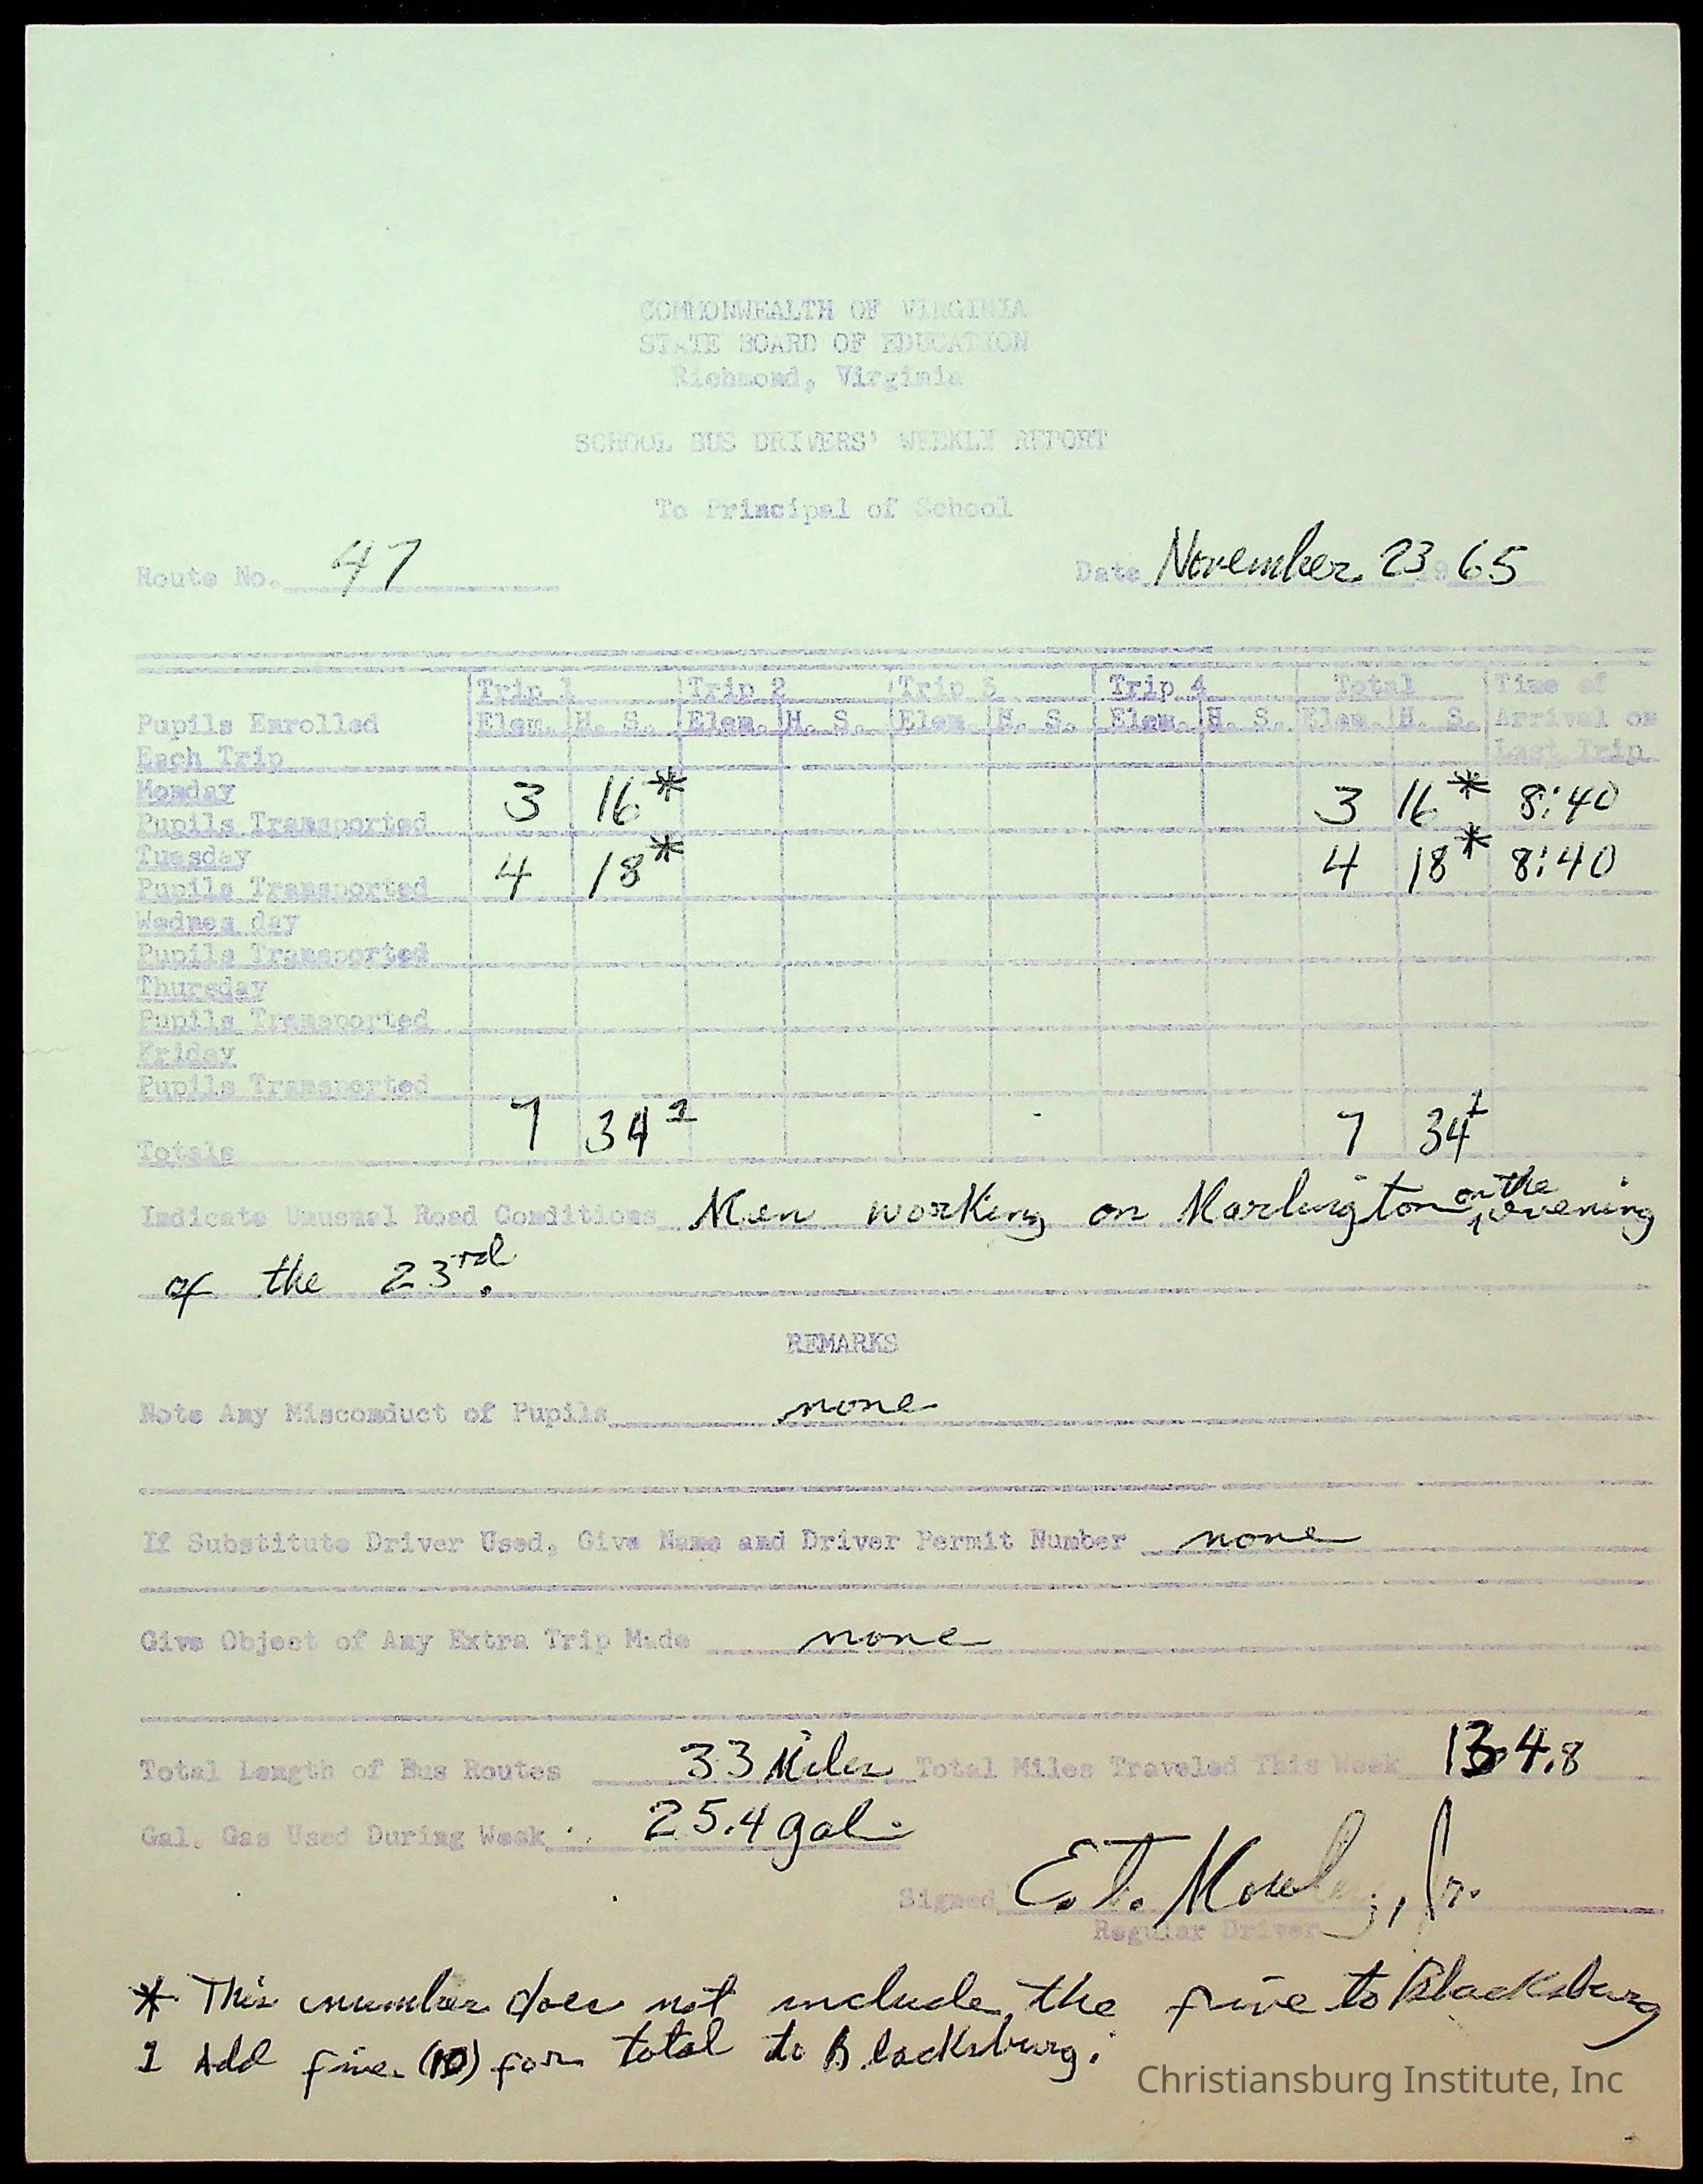 COMMONWEALTH OF VIRGINIA
STATE BOARD OF EDUCATION
Richmond, Virginia
SCHOOL BUS DRIVERS' WEEKLY REPORT
To Principal of School
Route No. 47 Date November 23 1965
Trip 1 Trip 2 Trip 3 Trip 4 Total Time of
Pupils Enrolled Elem. H. S. Elem. H. S. Elem. H. S. Elem. H. S. Elem. H. S. Arrival on
Each Trip Last Trip
Monday
Pupils Transported 3 16* 3 16* 8:40
Tuesday
Pupils Transported 4 18* 4 18* 8:40
Wednesday
Pupils Transported
Thursday
Pupils Transported
Friday
Pupils Transported
Totals 7 34 1 7 34 1
Indicate Unusual Road Conditions Men working on on the evening
of the 23rd.
REMARKS
Note Any Misconduct of Pupils none
If Substitute Driver Used, Give Name and Driver Permit Number none
Give Object of Any Extra Trip Made none
Total Length of Bus Routes 33 Miles Total Miles Traveled This Week 134.8
Gal. Gas Used During Week 25.4 gal.
Signed E. T. Jr.
Regular Driver
* This number does not include the five to Blacksburg
1 Add five (10) for total to Blacksburg.
Christiansburg Institute, Inc